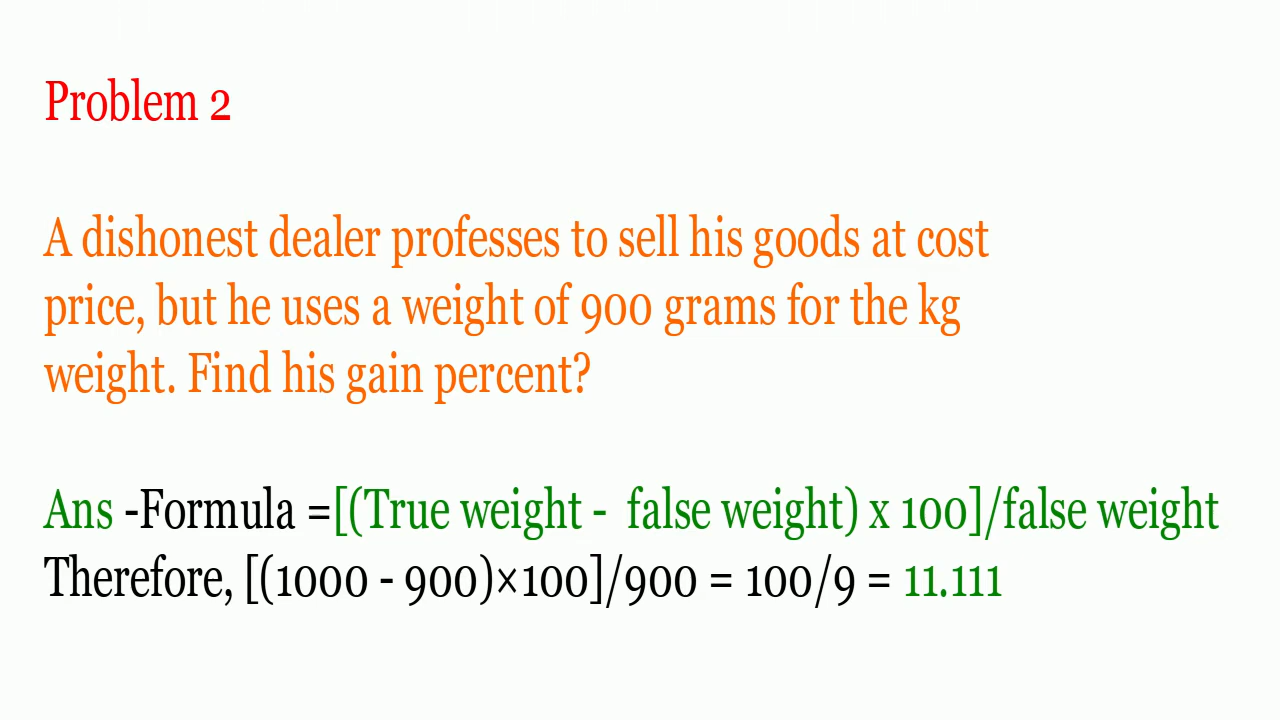 Problem 2
A dishonest dealer professes to sell his goods at cost
price, but he uses a weight of 900 grams for the kg
weight. Find his gain percent?
Ans -Formula =[(True weight -  false weight) x 100]/false weight
Therefore, [(1000 - 900)×100]/900 = 100/9 = 11.111